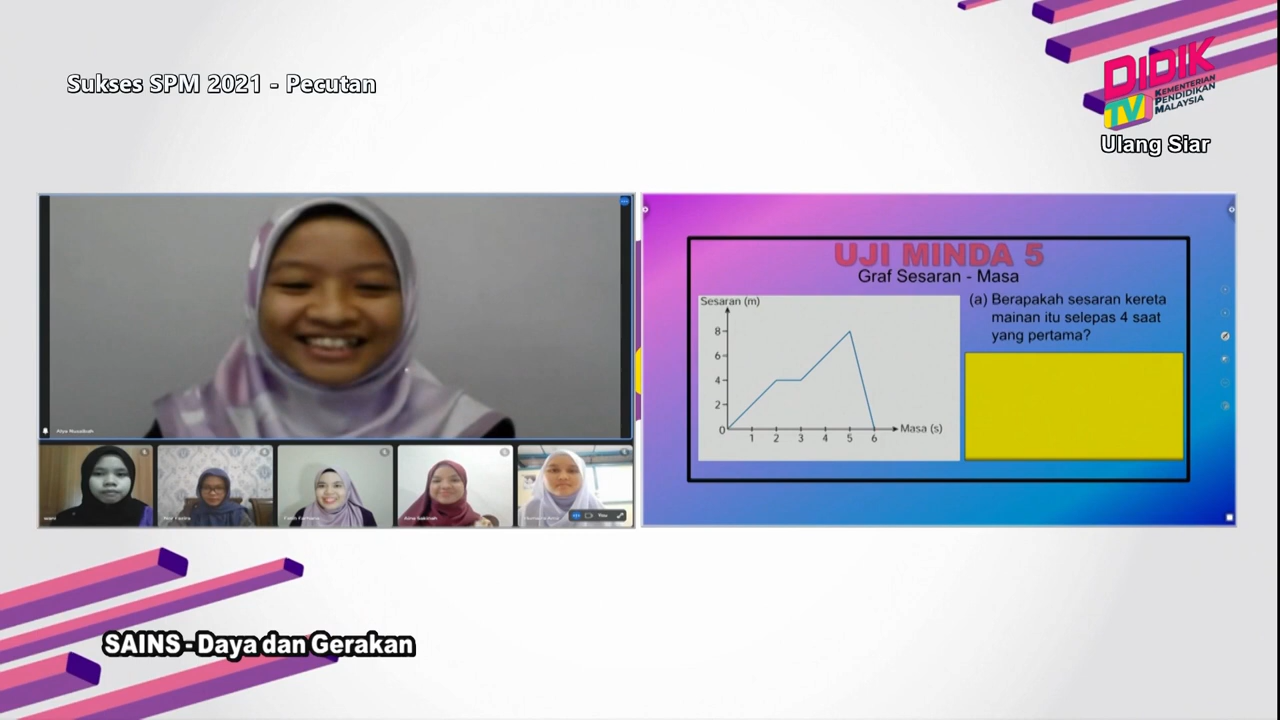 Sukses SPM 2021 - Pecutan
DIDIK
TV
KEMENTERIAN
PENDIDIKAN
MALAYSIA
Ulang Siar
UJI MINDA 5
Graf Sesaran - Masa
Sesaran (m)
8
6
4
2
0
1 2 3 4 5 6
Masa (s)
(a) Berapakah sesaran kereta
mainan itu selepas 4 saat
yang pertama?
You
SAINS - Daya dan Gerakan